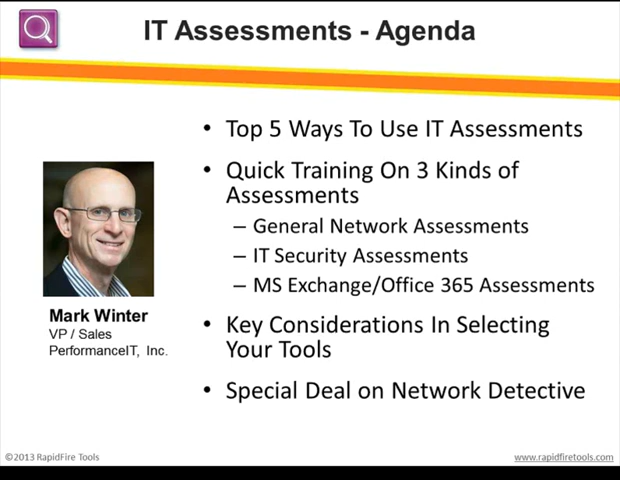 IT Assessments - Agenda
• Top 5 Ways To Use IT Assessments
• Quick Training On 3 Kinds of
Assessments
– General Network Assessments
– IT Security Assessments
– MS Exchange/Office 365 Assessments
• Key Considerations In Selecting
Your Tools
• Special Deal on Network Detective
Mark Winter
VP / Sales
PerformanceIT, Inc.
©2013 RapidFire Tools
www.rapidfiretools.com